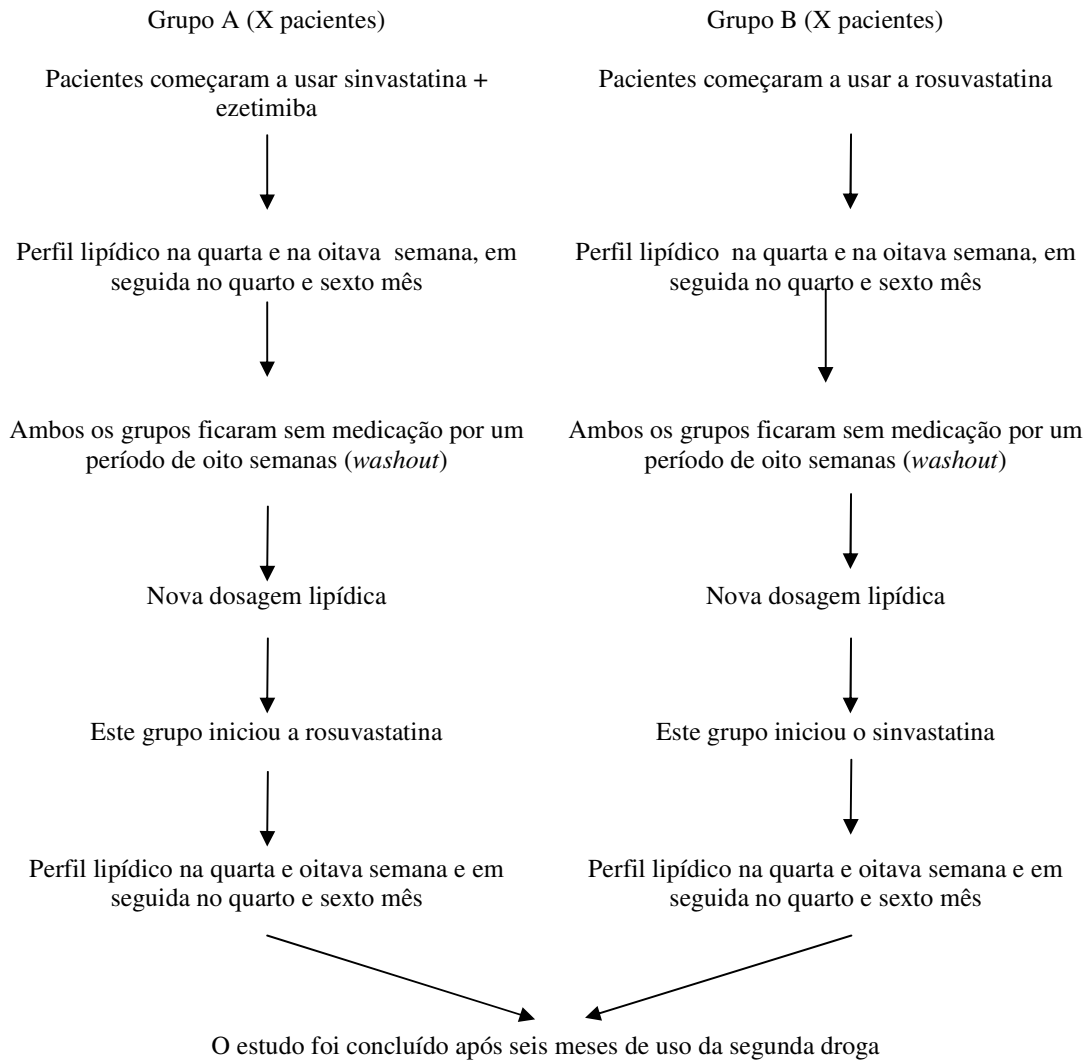 Grupo A (X pacientes)
Grupo B (X pacientes)
Pacientes começaram a usar sinvastatina +
ezetimiba
Pacientes começaram a usar a rosuvastatina
Perfil lipídico na quarta e na oitava semana, em
seguida no quarto e sexto mês
Perfil lipídico na quarta e na oitava semana, em
seguida no quarto e sexto mês
Ambos os grupos ficaram sem medicação por um
período de oito semanas (washout)
Ambos os grupos ficaram sem medicação por um
período de oito semanas (washout)
Nova dosagem lipídica
Nova dosagem lipídica
Este grupo iniciou a rosuvastatina
Este grupo iniciou o sinvastatina
Perfil lipídico na quarta e oitava semana e em
seguida no quarto e sexto mês
Perfil lipídico na quarta e oitava semana e em
seguida no quarto e sexto mês
O estudo foi concluído após seis meses de uso da segunda droga